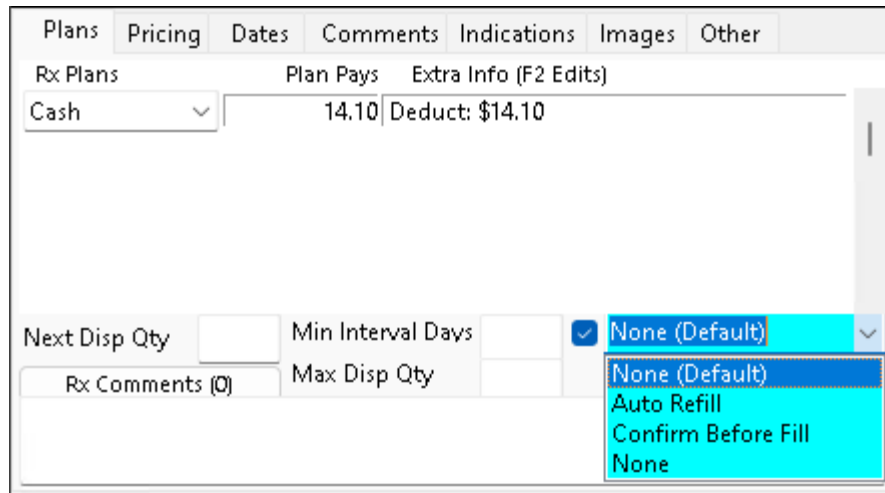 Plans Pricing Dates Comments Indications Images Other
Rx Plans Plan Pays Extra Info (F2 Edits)
Cash 14.10 Deduct: $14.10
Next Disp Qty Min Interval Days None (Default)
Rx Comments (0) Max Disp Qty None (Default)
Auto Refill
Confirm Before Fill
None